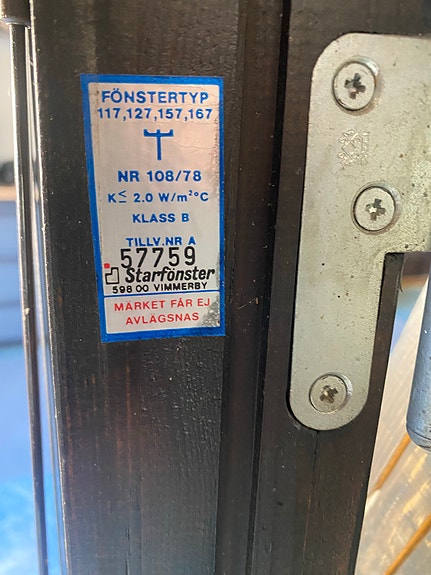 FÖNSTERTYP
117,127,157,167
NR 108/78
K≤ 2.0 W/m²°C
KLASS B
TILLV.NR A
57759
Starfönster
598 00 VIMMERBY
MÄRKET FÅR EJ
AVLÄGSNAS